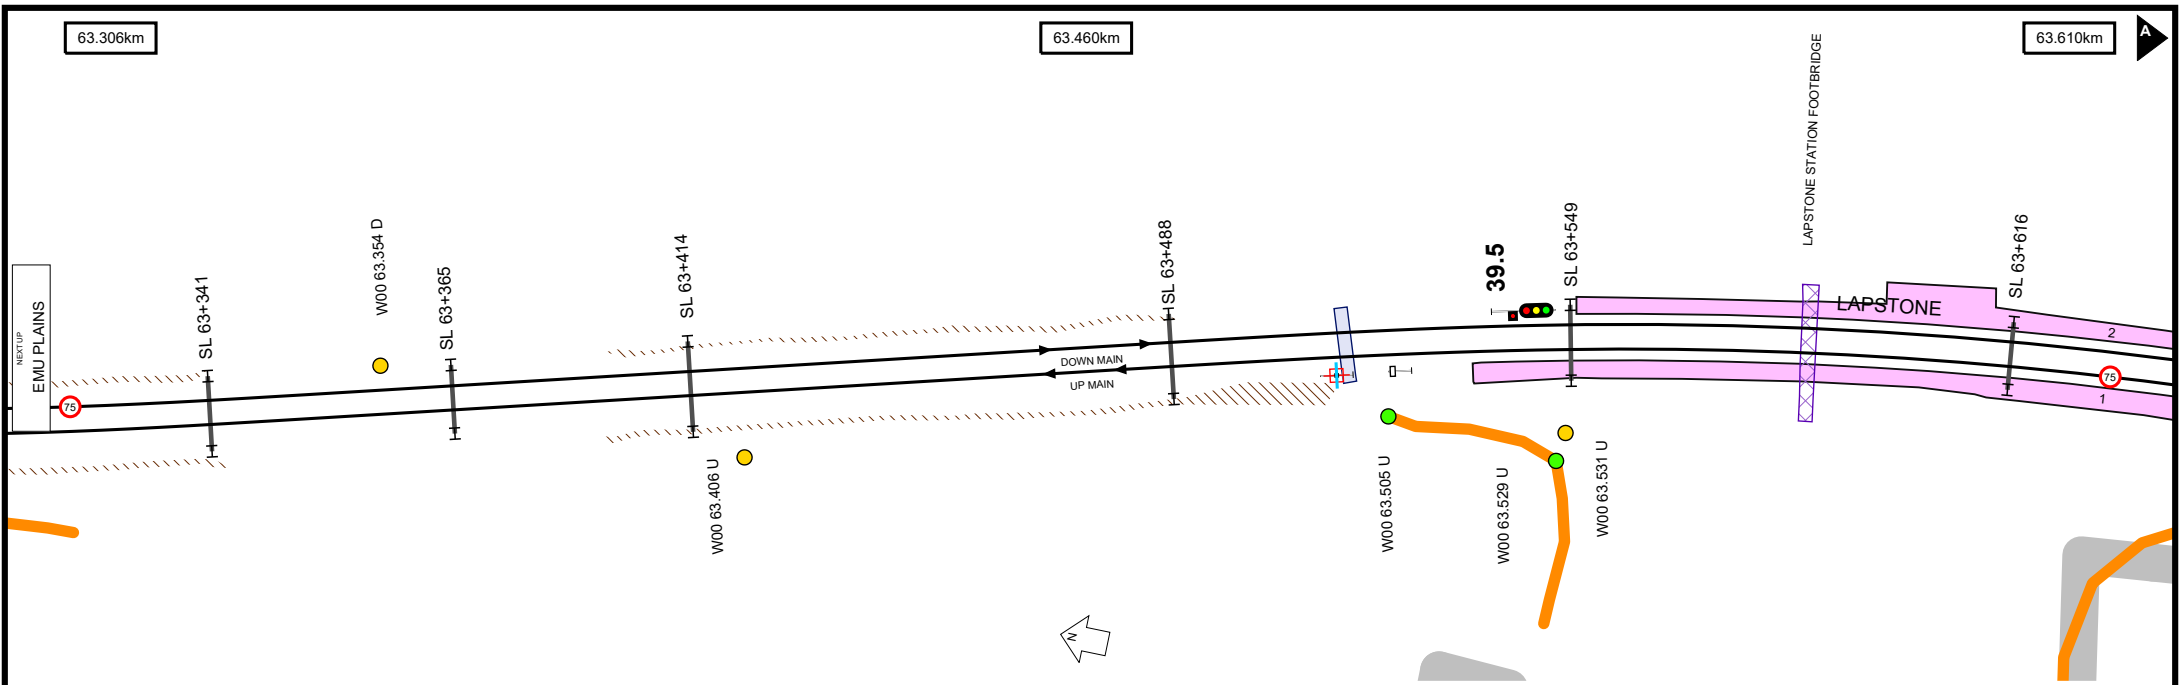 63.306km
63.460km
63.610km
A
LAPSTONE STATION FOOTBRIDGE
NEXT UP
EMU PLAINS
75
SL 63+341
W00 63.354 D
SL 63+365
SL 63+414
W00 63.406 U
DOWN MAIN
UP MAIN
SL 63+488
39.5
SL 63+549
W00 63.505 U
W00 63.529 U
W00 63.531 U
LAPSTONE
SL 63+616
2
75
1
N